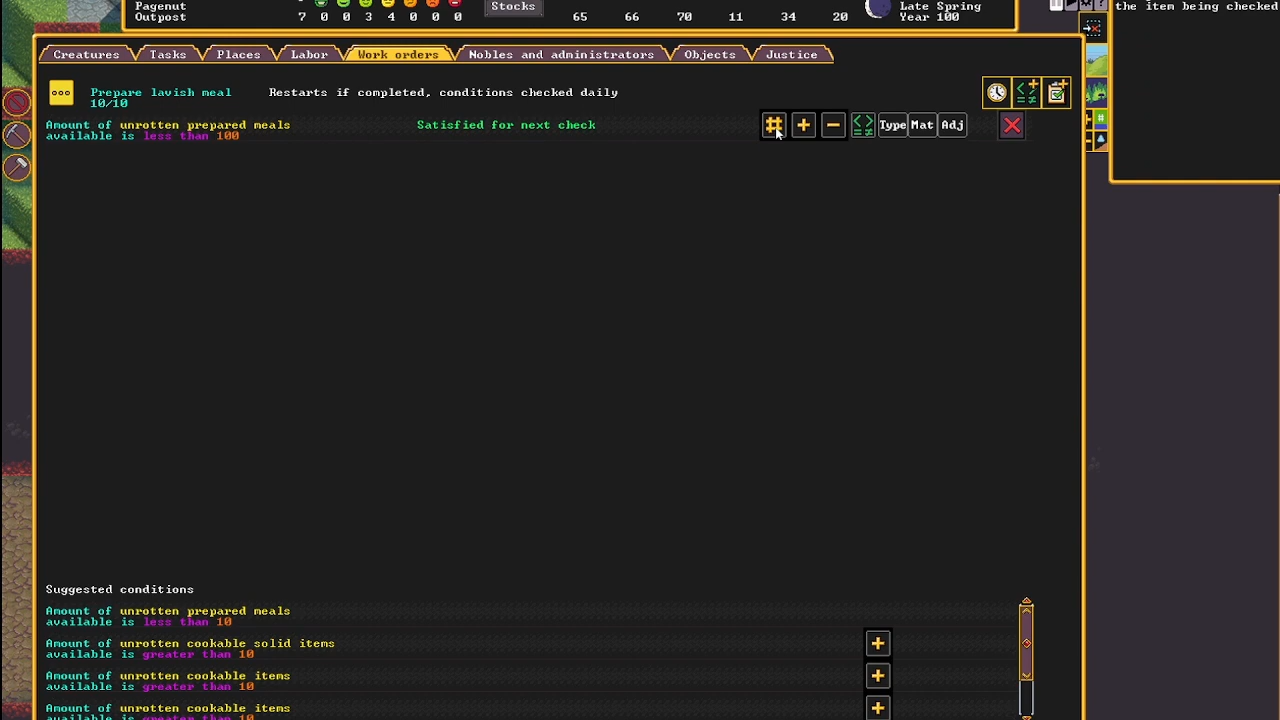 Pagenut
Outpost
7 0 0 3 4 0 0 0
Stocks
65 66 70 11 34 20
Late Spring
Year 100
the item being checked
Creatures Tasks Places Labor Work orders Nobles and administrators Objects Justice
Prepare lavish meal Restarts if completed, conditions checked daily
10/10
Amount of unrotten prepared meals Satisfied for next check Type Mat Adj
available is less than 100
Suggested conditions
Amount of unrotten prepared meals
available is less than 10
Amount of unrotten cookable solid items
available is greater than 10
Amount of unrotten cookable items
available is greater than 10
Amount of unrotten cookable items
available is greater than 10